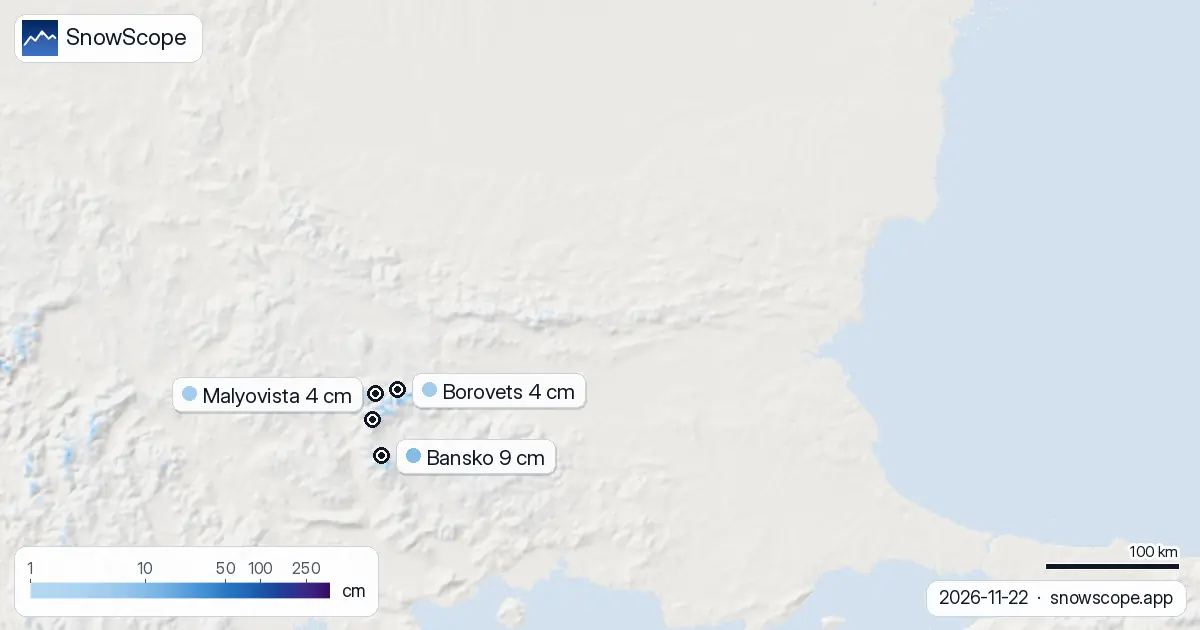 SnowScope
Malyovista 4 cm
Borovets 4 cm
Bansko 9 cm
1 10 50 100 250
cm
100 km
2026-11-22 · snowscope.app